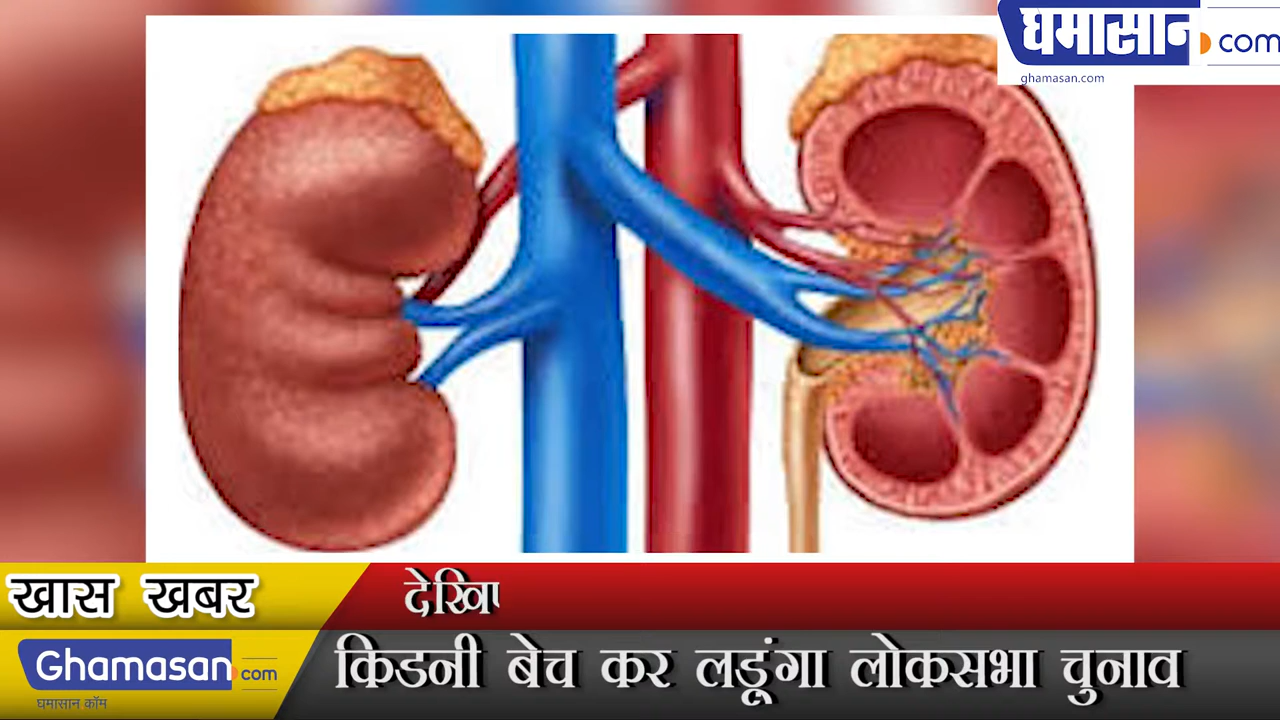 घमासान.com
ghamasan.com
खास खबर
देखिए
Ghamasan.com
घमासान कॉम
किडनी बेच कर लडूंगा लोकसभा चुनाव